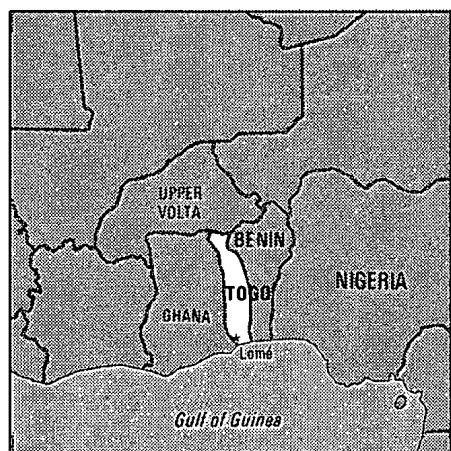 UPPER
VOLTA
BENIN
NIGERIA
TOGO
GHANA
Lomé
Gulf of Guinea